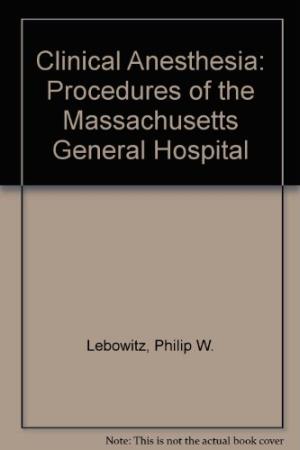 Clinical Anesthesia:
Procedures of the
Massachusetts
General Hospital
Lebowitz, Philip W.
Note: This is not the actual book cover